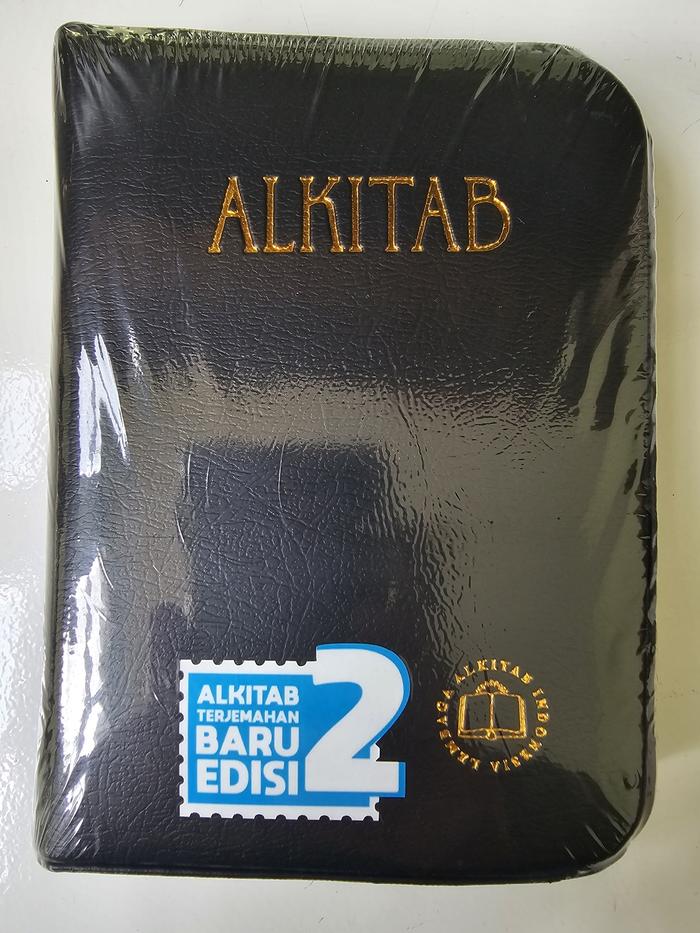 ALKITAB
ALKITAB
TERJEMAHAN
BARU
EDISI
2
LEMBAGA ALKITAB INDONESIA